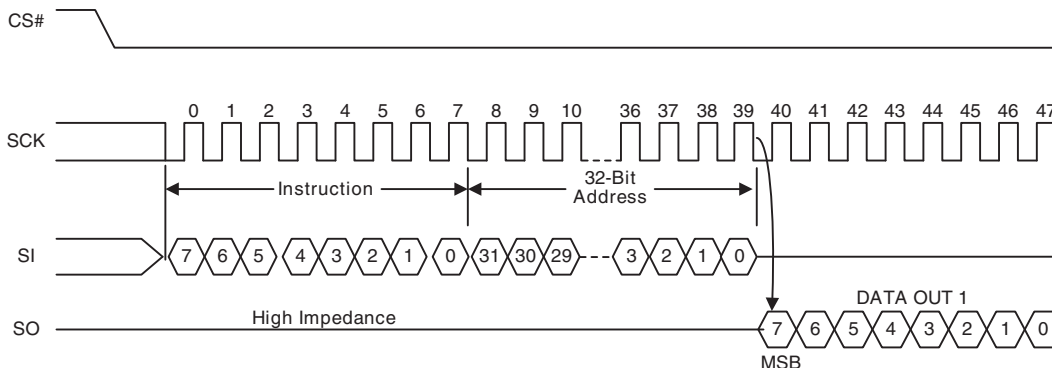 CS#
0 1 2 3 4 5 6 7 8 9 10 36 37 38 39 40 41 42 43 44 45 46 47
SCK
Instruction
32-Bit
Address
SI
7 6 5 4 3 2 1 0 31 30 29 3 2 1 0
DATA OUT 1
High Impedance
SO
7 6 5 4 3 2 1 0
MSB